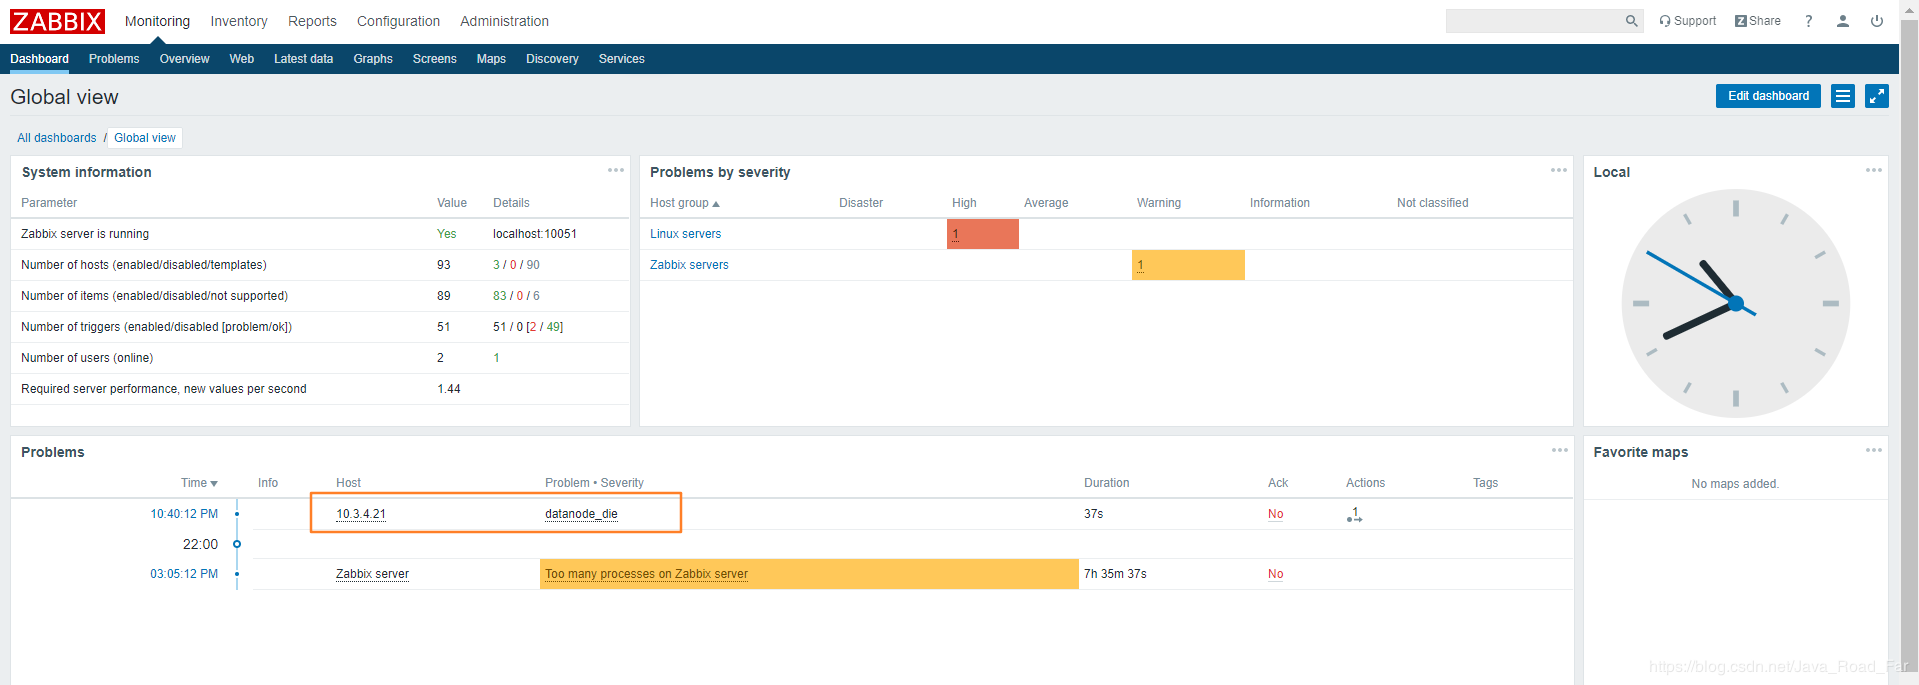 ZABBIX Monitoring Inventory Reports Configuration Administration Support Z Share ?
Dashboard Problems Overview Web Latest data Graphs Screens Maps Discovery Services
Global view Edit dashboard
All dashboards / Global view
System information
Parameter Value Details
Zabbix server is running Yes localhost:10051
Number of hosts (enabled/disabled/templates) 93 3 / 0 / 90
Number of items (enabled/disabled/not supported) 89 83 / 0 / 6
Number of triggers (enabled/disabled [problem/ok]) 51 51 / 0 [2 / 49]
Number of users (online) 2 1
Required server performance, new values per second 1.44
Problems by severity
Host group Disaster High Average Warning Information Not classified
Linux servers 1
Zabbix servers 1
Local
Problems
Time Info Host Problem • Severity Duration Ack Actions Tags
10:40:12 PM 10.3.4.21 datanode_die 37s No 1
22:00
03:05:12 PM Zabbix server Too many processes on Zabbix server 7h 35m 37s No
Favorite maps
No maps added.
https://blog.csdn.net/Java_Road_Far